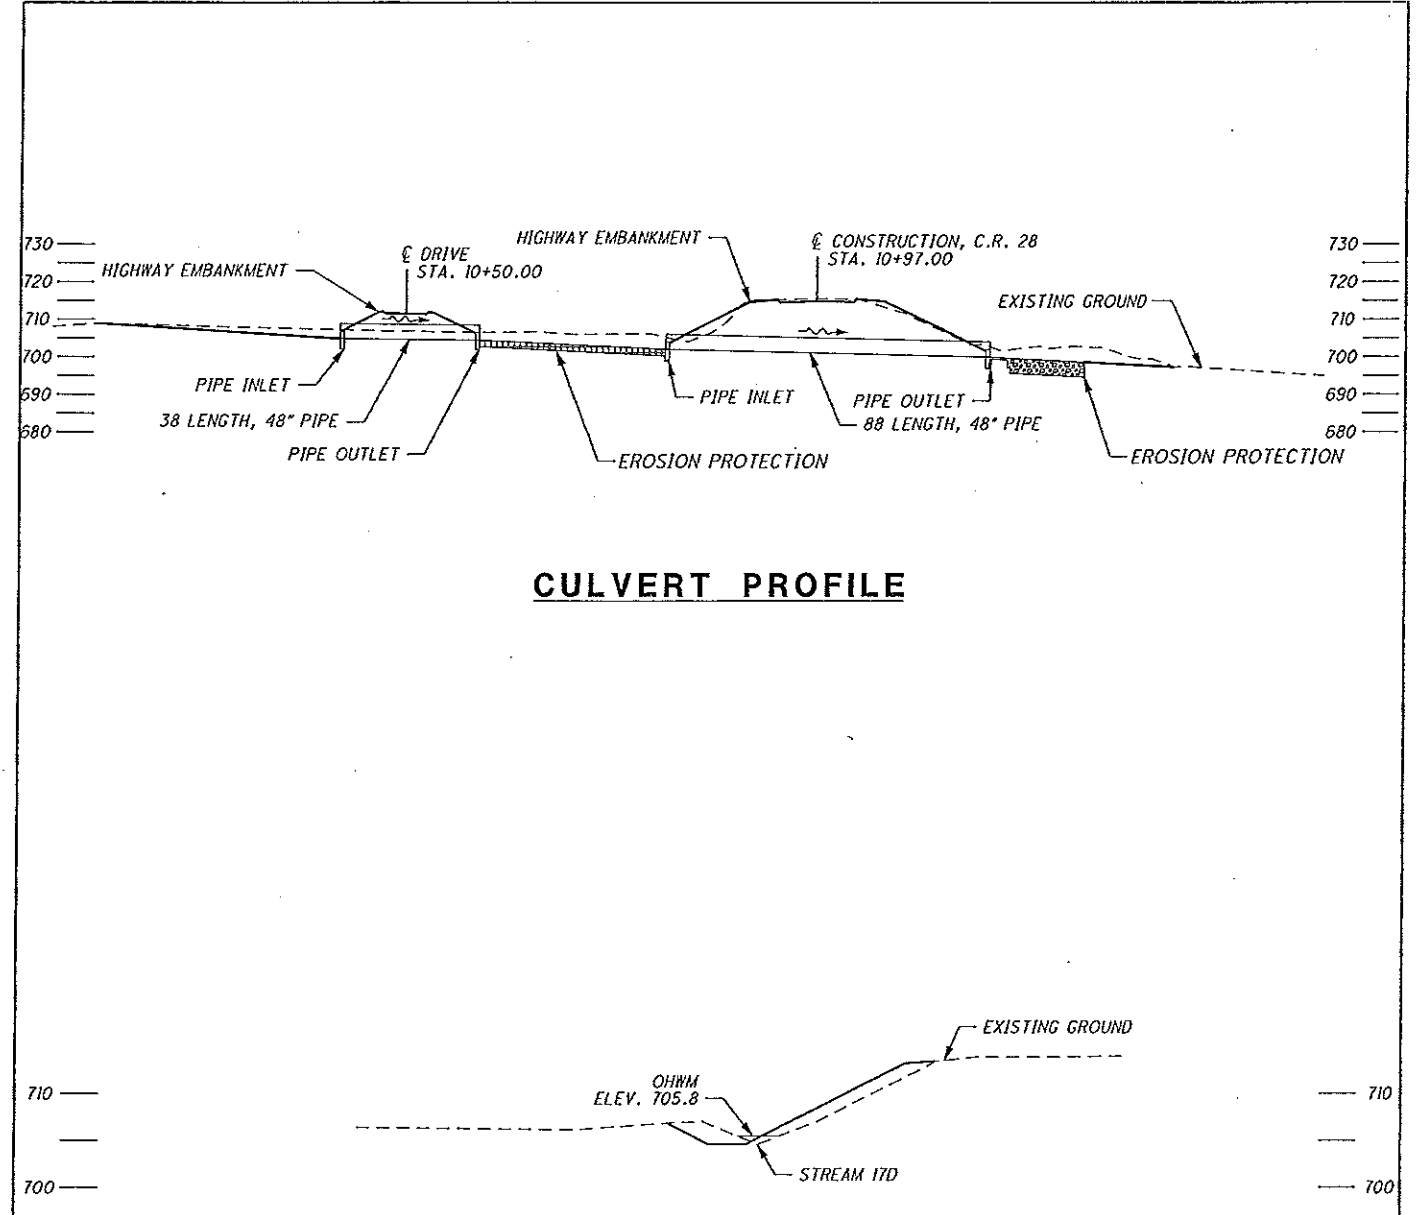 730
720
710
700
690
680
HIGHWAY EMBANKMENT
℄ DRIVE
STA. 10+50.00
HIGHWAY EMBANKMENT
℄ CONSTRUCTION, C.R. 28
STA. 10+97.00
EXISTING GROUND
730
720
710
700
690
680
PIPE INLET
38 LENGTH, 48" PIPE
PIPE OUTLET
EROSION PROTECTION
PIPE INLET
PIPE OUTLET
88 LENGTH, 48" PIPE
EROSION PROTECTION
CULVERT PROFILE
EXISTING GROUND
OHWM
ELEV. 705.8
STREAM 17D
710
700
710
700